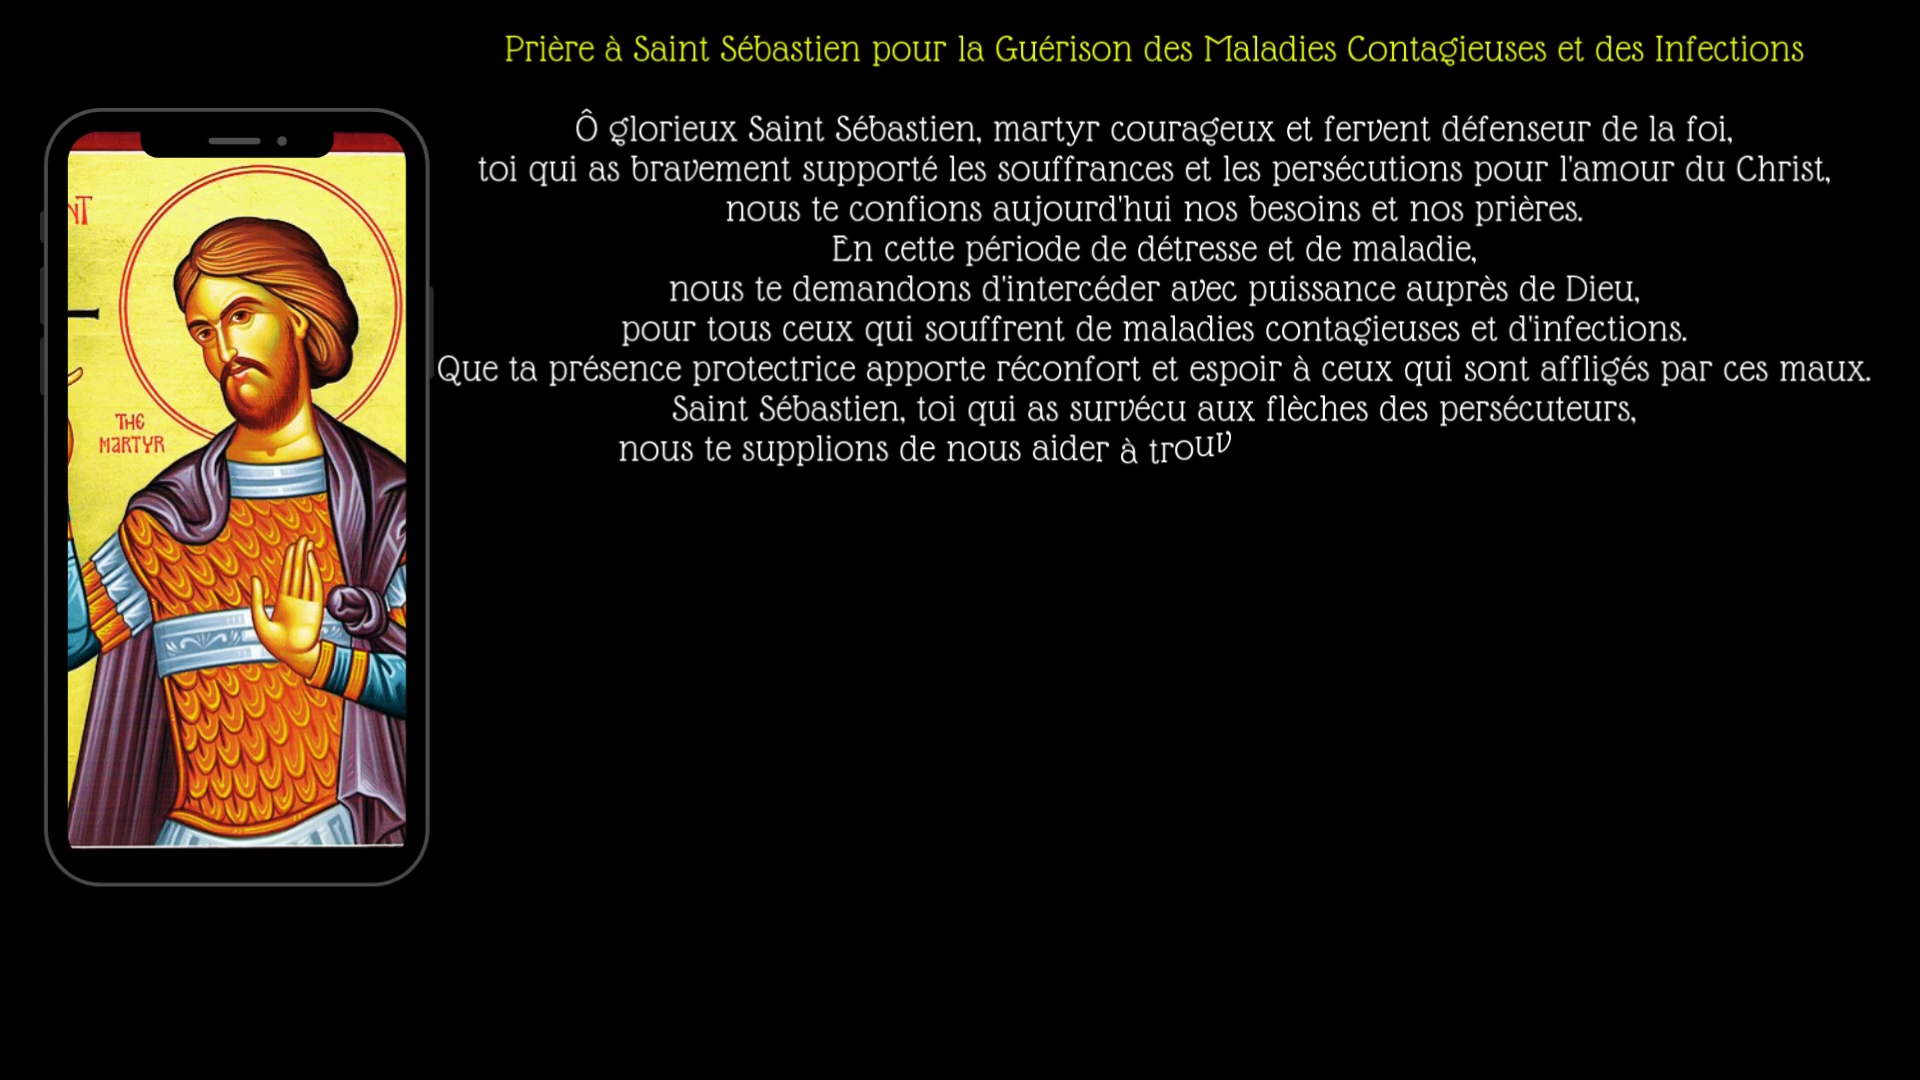 Prière à Saint Sébastien pour la Guérison des Maladies Contagieuses et des Infections
Ô glorieux Saint Sébastien, martyr courageux et fervent défenseur de la foi,
toi qui as bravement supporté les souffrances et les persécutions pour l'amour du Christ,
nous te confions aujourd'hui nos besoins et nos prières.
En cette période de détresse et de maladie,
nous te demandons d'intercéder avec puissance auprès de Dieu,
pour tous ceux qui souffrent de maladies contagieuses et d'infections.
Que ta présence protectrice apporte réconfort et espoir à ceux qui sont affligés par ces maux.
Saint Sébastien, toi qui as survécu aux flèches des persécuteurs,
nous te supplions de nous aider à trouv
NT
THE
MARTYR